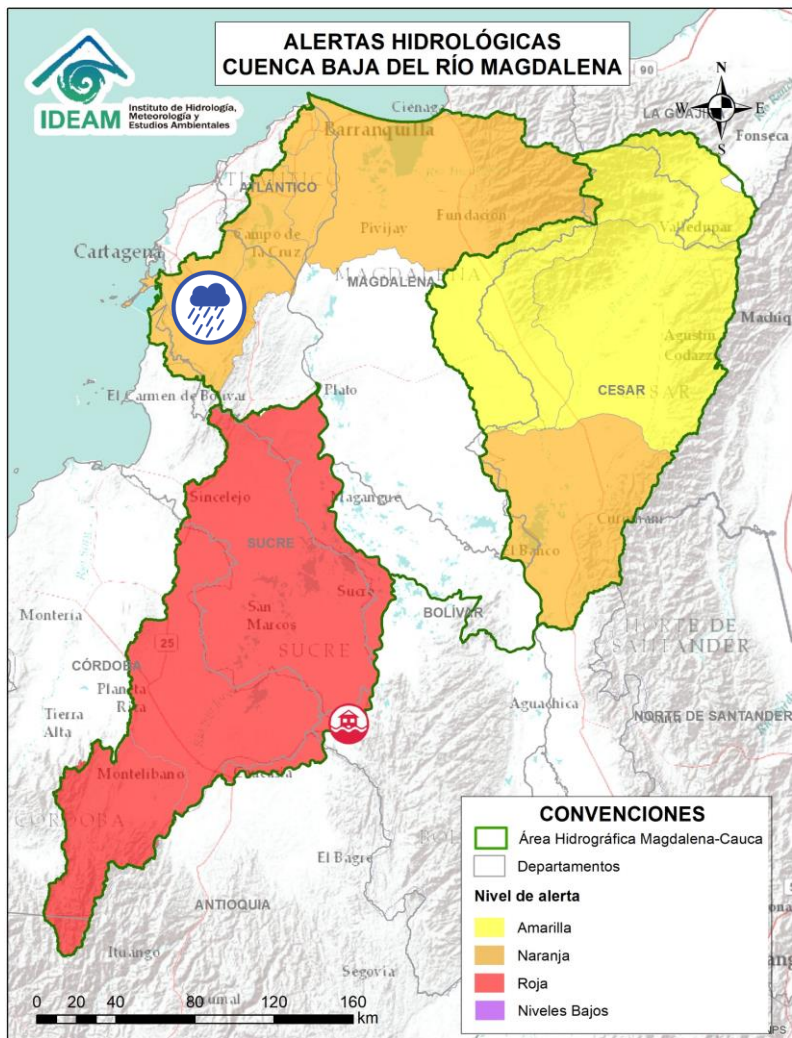 ALERTAS HIDROLÓGICAS
CUENCA BAJA DEL RÍO MAGDALENA
IDEAM
Instituto de Hidrología,
Meteorología y
Estudios Ambientales
N
W
E
S
90
Ciénaga
LA GUAJIRA
Fonseca
Barranquilla
ATLÁNTICO
Valledupar
Campo de
la Cruz
Pivijay
Fundación
Cartagena
MAGDALENA
MAGDALENA
Agustín
Codazzi
CESAR
El Carmen de Bolívar
Plato
Sincelejo
Magangué
SUCRE
El Banco
Sucre
San
Marcos
SUCRE
BOLÍVAR
Montería
25
CÓRDOBA
Planeta
Rica
Tierra
Alta
NORTE DE
SANTANDER
Aguachica
NORTE DE SANTANDER
Montelibano
CÓRDOBA
El Bagre
ANTIOQUIA
Ituango
Segovia
CONVENCIONES
Área Hidrográfica Magdalena-Cauca
Departamentos
Nivel de alerta
Amarilla
Naranja
Roja
Niveles Bajos
0 20 40 80 120 160
km